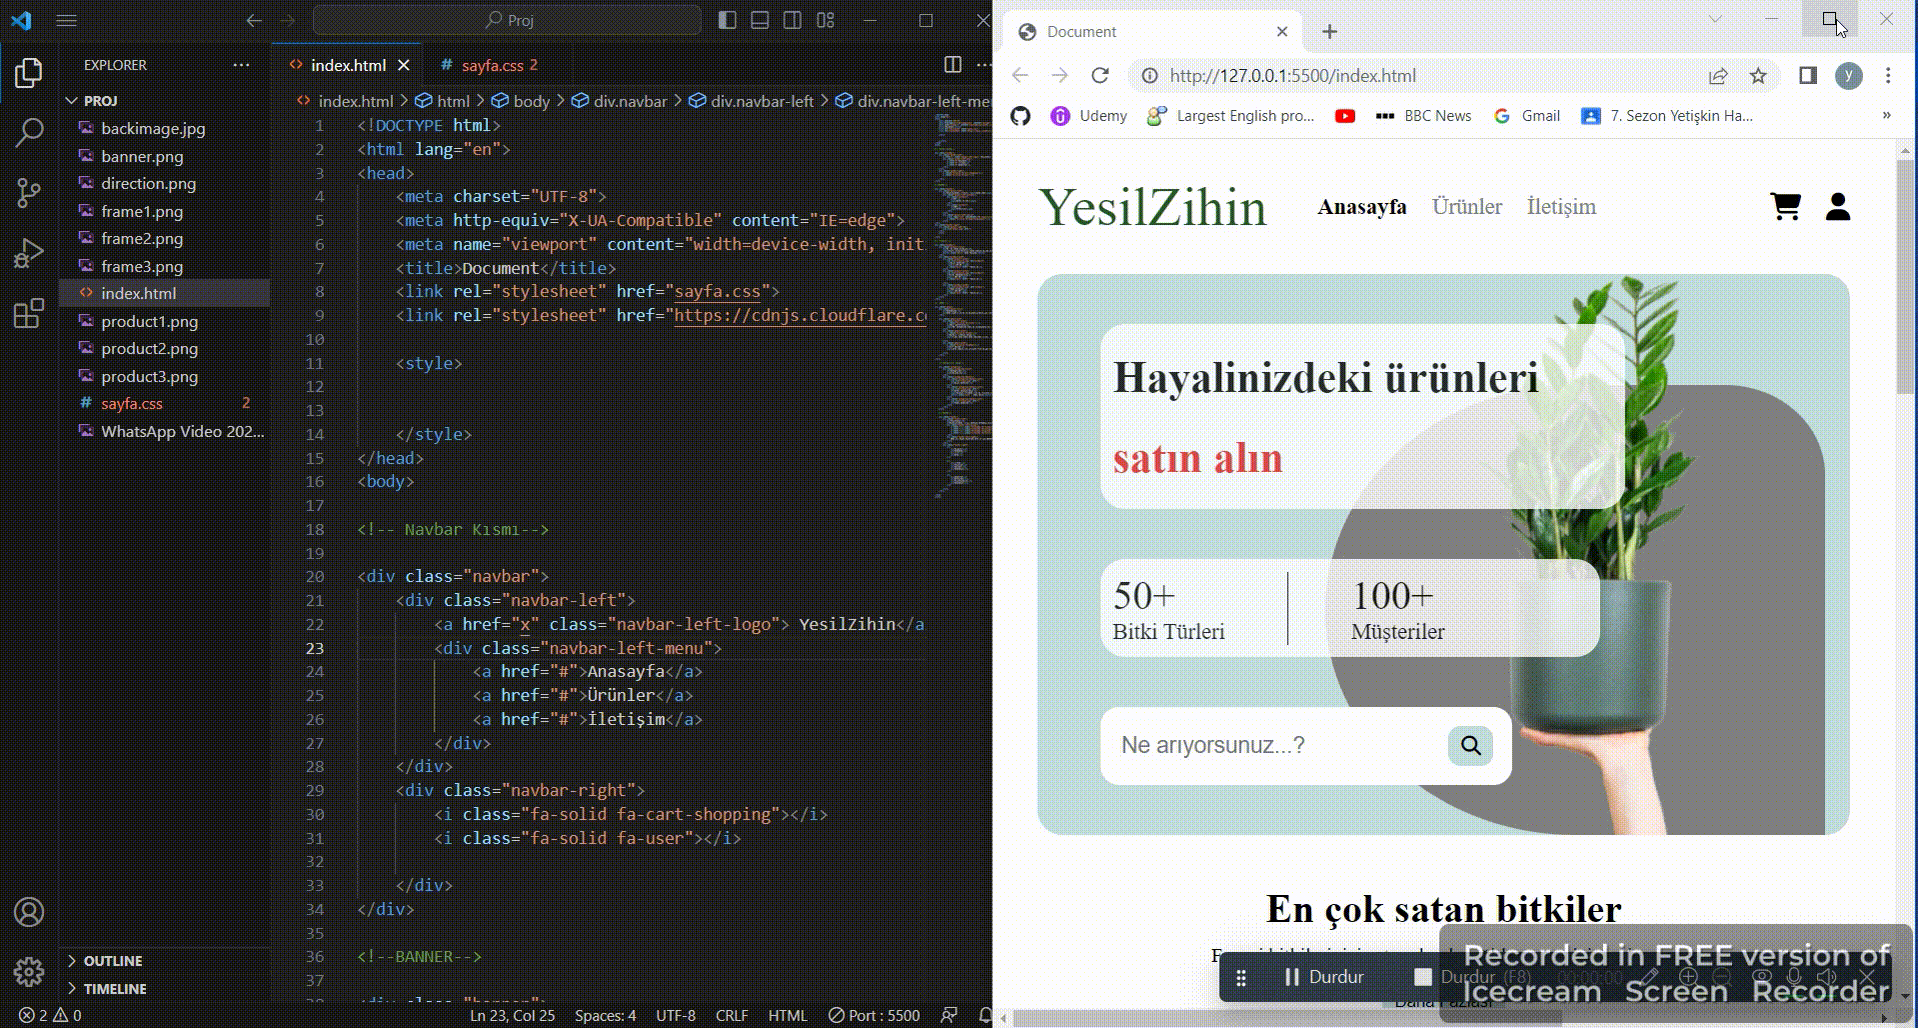 Proj
EXPLORER
PROJ
backimage.jpg
banner.png
direction.png
frame1.png
frame2.png
frame3.png
index.html
product1.png
product2.png
product3.png
sayfa.css 2
WhatsApp Video 202...
OUTLINE
TIMELINE
index.html
sayfa.css 2
index.html > html > body > div.navbar > div.navbar-left > div.navbar-left-me
1 <!DOCTYPE html>
2 <html lang="en">
3 <head>
4 <meta charset="UTF-8">
5 <meta http-equiv="X-UA-Compatible" content="IE=edge">
6 <meta name="viewport" content="width=device-width, init
7 <title>Document</title>
8 <link rel="stylesheet" href="sayfa.css">
9 <link rel="stylesheet" href="https://cdnjs.cloudflare.c
10
11 <style>
12
13
14 </style>
15 </head>
16 <body>
17
18 <!-- Navbar Kısmı-->
19
20 <div class="navbar">
21 <div class="navbar-left">
22 <a href="x" class="navbar-left-logo"> YesilZihin</a
23 <div class="navbar-left-menu">
24 <a href="#">Anasayfa</a>
25 <a href="#">Ürünler</a>
26 <a href="#">İletişim</a>
27 </div>
28 </div>
29 <div class="navbar-right">
30 <i class="fa-solid fa-cart-shopping"></i>
31 <i class="fa-solid fa-user"></i>
32
33 </div>
34 </div>
35
36 <!--BANNER-->
37
2 0
Ln 23, Col 25 Spaces: 4 UTF-8 CRLF HTML Port : 5500
Document
http://127.0.0.1:5500/index.html
y
Udemy Largest English pro... BBC News Gmail 7. Sezon Yetişkin Ha... »
YesilZihin Anasayfa Ürünler İletişim
Hayalinizdeki ürünleri
satın alın
50+ 100+
Bitki Türleri Müşteriler
Ne arıyorsunuz...?
En çok satan bitkiler
Durdur Durdur (F8) 00:00:00
Recorded in FREE version of
Icecream Screen Recorder